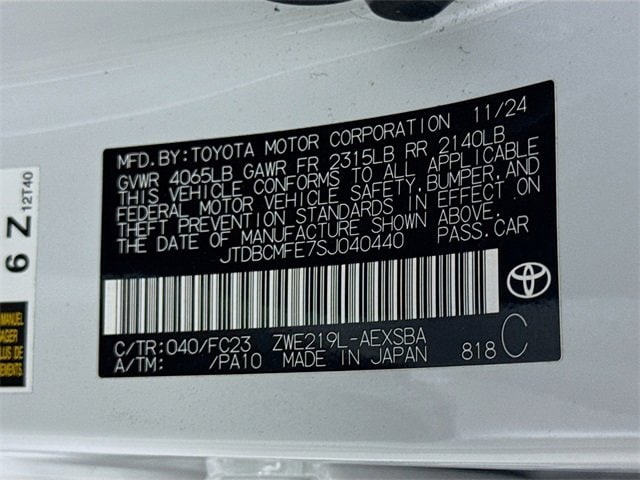 MFD.BY:TOYOTA MOTOR CORPORATION 11/24
GVWR 4065LB GAWR FR 2315LB RR 2140LB
THIS VEHICLE CONFORMS TO ALL APPLICABLE
FEDERAL MOTOR VEHICLE SAFETY,BUMPER,AND
THEFT PREVENTION STANDARDS IN EFFECT ON
THE DATE OF MANUFACTURE SHOWN ABOVE.
JTDBCMFE7SJ040440 PASS.CAR
C/TR:040/FC23 ZWE219L-AEXSBA
A/TM: /PA10 MADE IN JAPAN 818 C
6 Z 12T40
MANUEL